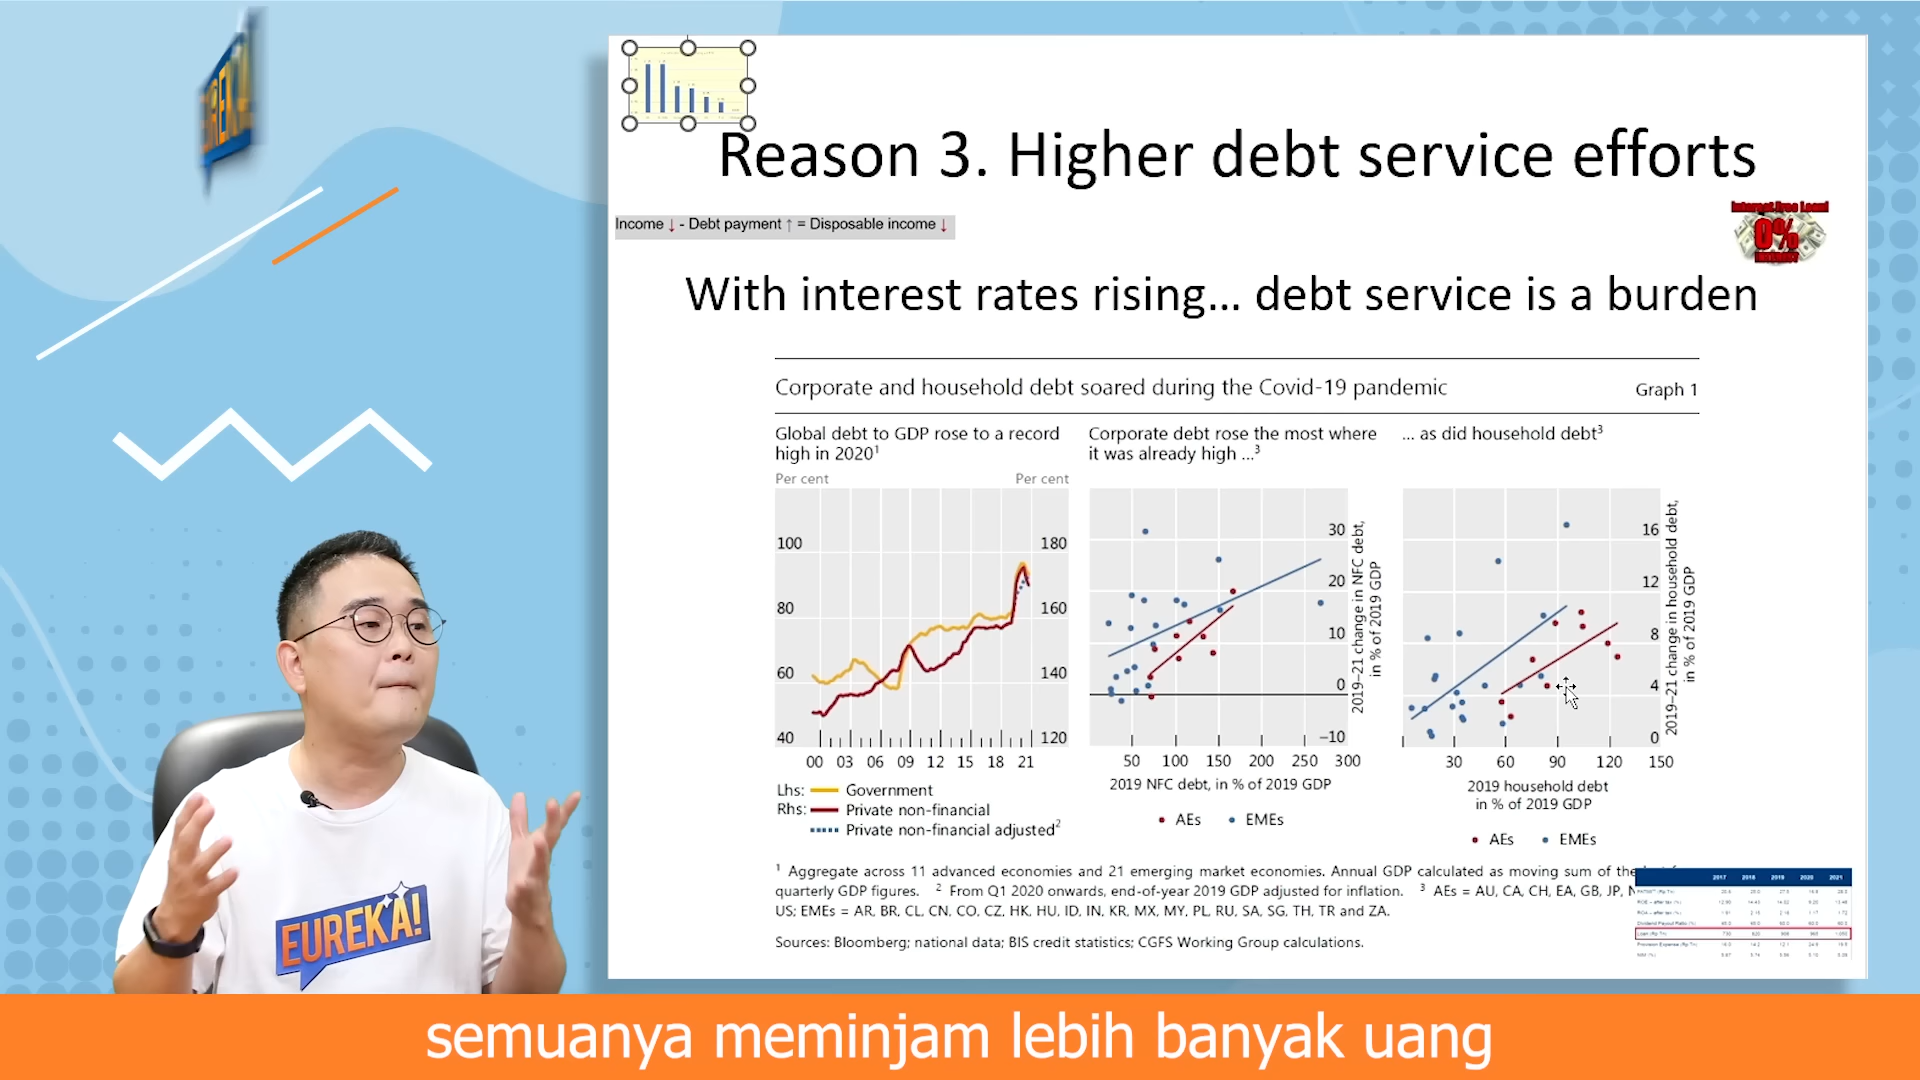 Reason 3. Higher debt service efforts
Income ↓ - Debt payment ↑ = Disposable income ↓
0%
With interest rates rising... debt service is a burden
Corporate and household debt soared during the Covid-19 pandemic
Graph 1
Global debt to GDP rose to a record
high in 2020¹
Per cent
Per cent
100
80
60
40
180
160
140
120
00 03 06 09 12 15 18 21
Lhs: Government
Rhs: Private non-financial
Private non-financial adjusted²
Corporate debt rose the most where
it was already high ...³
30
20
10
0
–10
2019–21 change in NFC debt,
in % of 2019 GDP
50 100 150 200 250 300
2019 NFC debt, in % of 2019 GDP
AEs EMEs
... as did household debt³
16
12
8
4
0
2019–21 change in household debt,
in % of 2019 GDP
30 60 90 120 150
2019 household debt
in % of 2019 GDP
AEs EMEs
¹ Aggregate across 11 advanced economies and 21 emerging market economies. Annual GDP calculated as moving sum of the
quarterly GDP figures. ² From Q1 2020 onwards, end-of-year 2019 GDP adjusted for inflation. ³ AEs = AU, CA, CH, EA, GB, JP,
US; EMEs = AR, BR, CL, CN, CO, CZ, HK, HU, ID, IN, KR, MX, MY, PL, RU, SA, SG, TH, TR and ZA.
Sources: Bloomberg; national data; BIS credit statistics; CGFS Working Group calculations.
2017 2018 2019 2020 2021
EUREKA!
semuanya meminjam lebih banyak uang